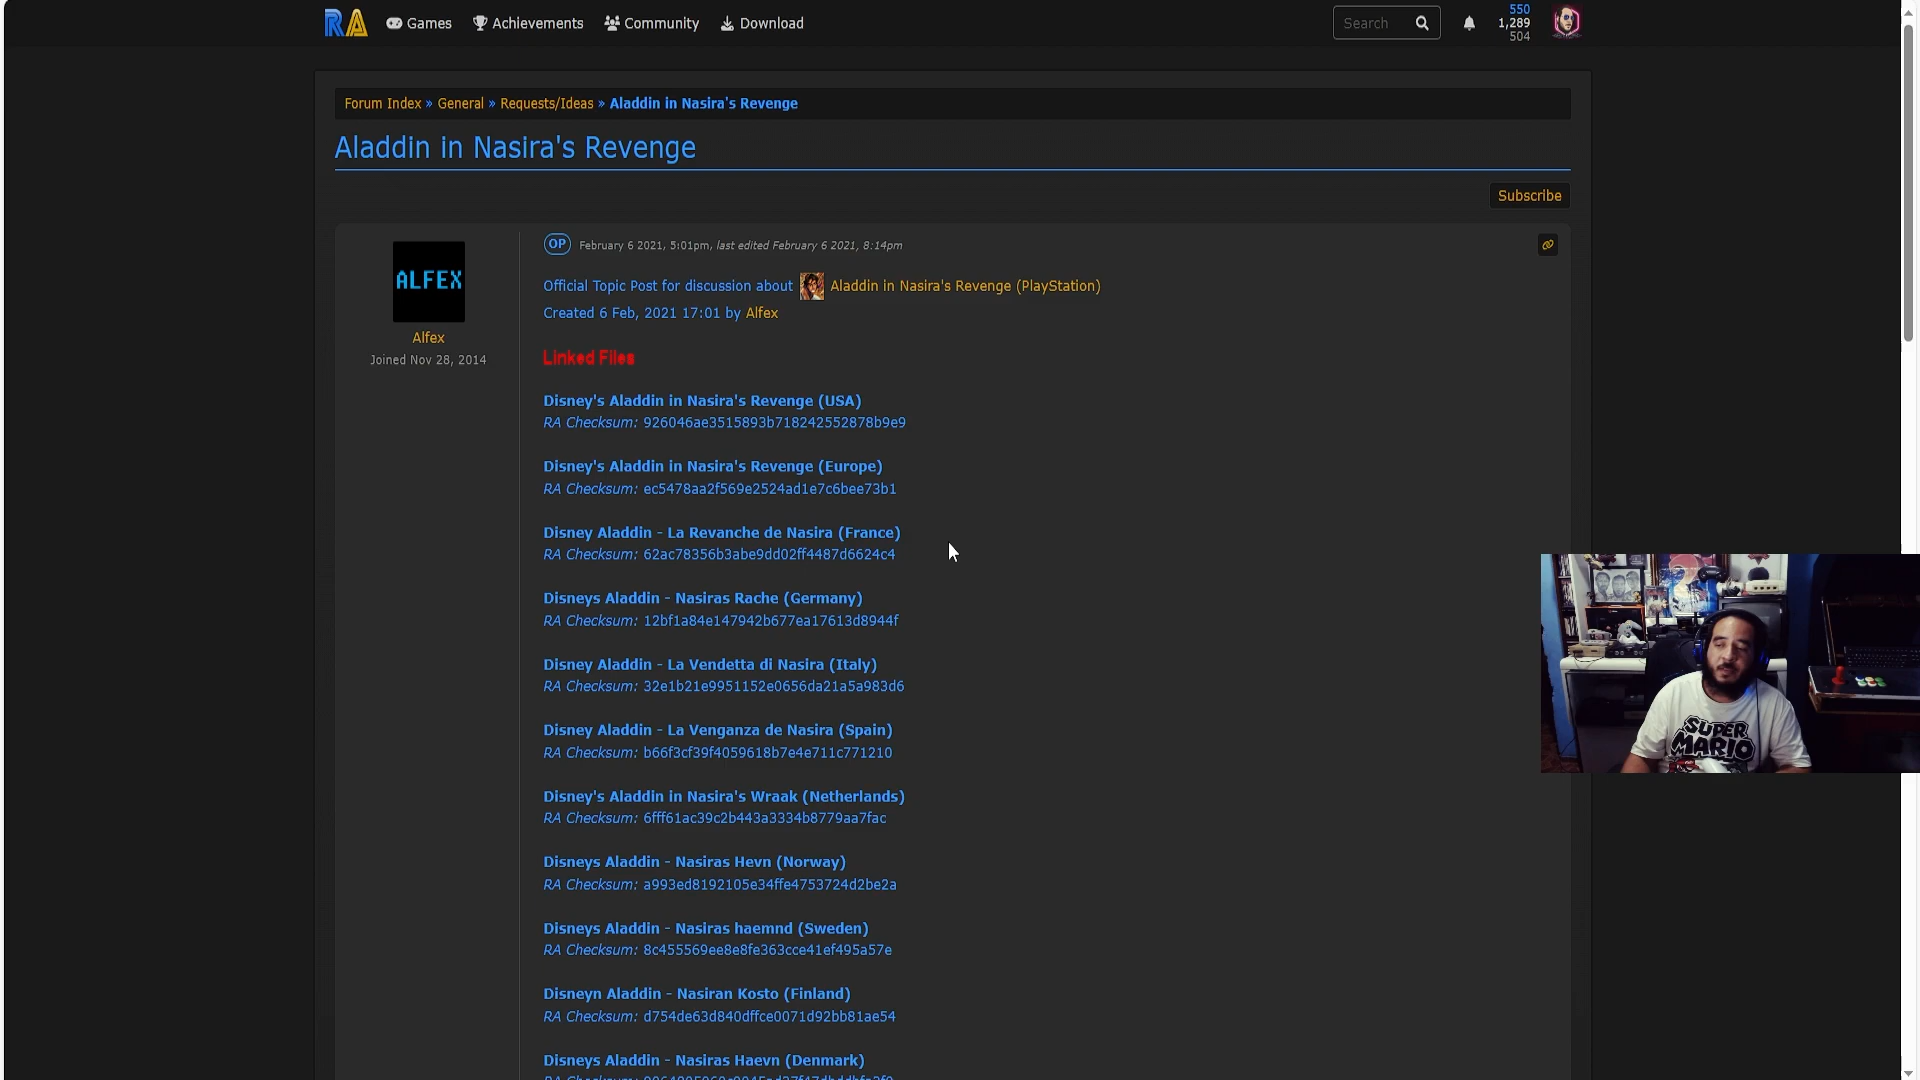 RA Games Achievements Community Download Search 550
1,289
504
Forum Index » General » Requests/Ideas » Aladdin in Nasira's Revenge
Aladdin in Nasira's Revenge
Subscribe
ALFEX
Alfex
Joined Nov 28, 2014
OP February 6 2021, 5:01pm, last edited February 6 2021, 8:14pm
Official Topic Post for discussion about Aladdin in Nasira's Revenge (PlayStation)
Created 6 Feb, 2021 17:01 by Alfex
Linked Files
Disney's Aladdin in Nasira's Revenge (USA)
RA Checksum: 926046ae3515893b718242552878b9e9
Disney's Aladdin in Nasira's Revenge (Europe)
RA Checksum: ec5478aa2f569e2524ad1e7c6bee73b1
Disney Aladdin - La Revanche de Nasira (France)
RA Checksum: 62ac78356b3abe9dd02ff4487d6624c4
Disneys Aladdin - Nasiras Rache (Germany)
RA Checksum: 12bf1a84e147942b677ea17613d8944f
Disney Aladdin - La Vendetta di Nasira (Italy)
RA Checksum: 32e1b21e9951152e0656da21a5a983d6
Disney Aladdin - La Venganza de Nasira (Spain)
RA Checksum: b66f3cf39f4059618b7e4e711c771210
Disney's Aladdin in Nasira's Wraak (Netherlands)
RA Checksum: 6fff61ac39c2b443a3334b8779aa7fac
Disneys Aladdin - Nasiras Hevn (Norway)
RA Checksum: a993ed8192105e34ffe4753724d2be2a
Disneys Aladdin - Nasiras haemnd (Sweden)
RA Checksum: 8c455569ee8e8fe363cce41ef495a57e
Disneyn Aladdin - Nasiran Kosto (Finland)
RA Checksum: d754de63d840dffce0071d92bb81ae54
Disneys Aladdin - Nasiras Haevn (Denmark)
RA Checksum:
SUPER
MARIO